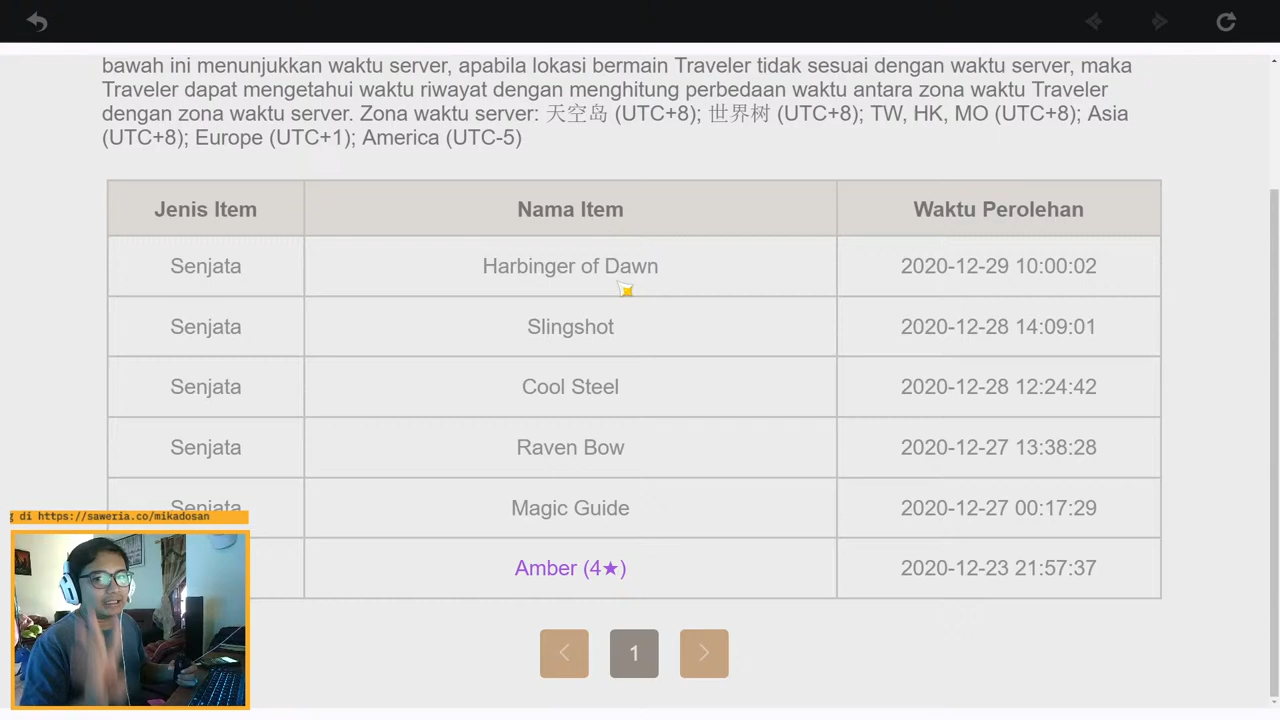 bawah ini menunjukkan waktu server, apabila lokasi bermain Traveler tidak sesuai dengan waktu server, maka
Traveler dapat mengetahui waktu riwayat dengan menghitung perbedaan waktu antara zona waktu Traveler
dengan zona waktu server. Zona waktu server: 天空岛 (UTC+8); 世界树 (UTC+8); TW, HK, MO (UTC+8); Asia
(UTC+8); Europe (UTC+1); America (UTC-5)
Jenis Item Nama Item Waktu Perolehan
Senjata Harbinger of Dawn 2020-12-29 10:00:02
Senjata Slingshot 2020-12-28 14:09:01
Senjata Cool Steel 2020-12-28 12:24:42
Senjata Raven Bow 2020-12-27 13:38:28
Senjata Magic Guide 2020-12-27 00:17:29
Amber (4★) 2020-12-23 21:57:37
di https://saweria.co/mikadosan
1